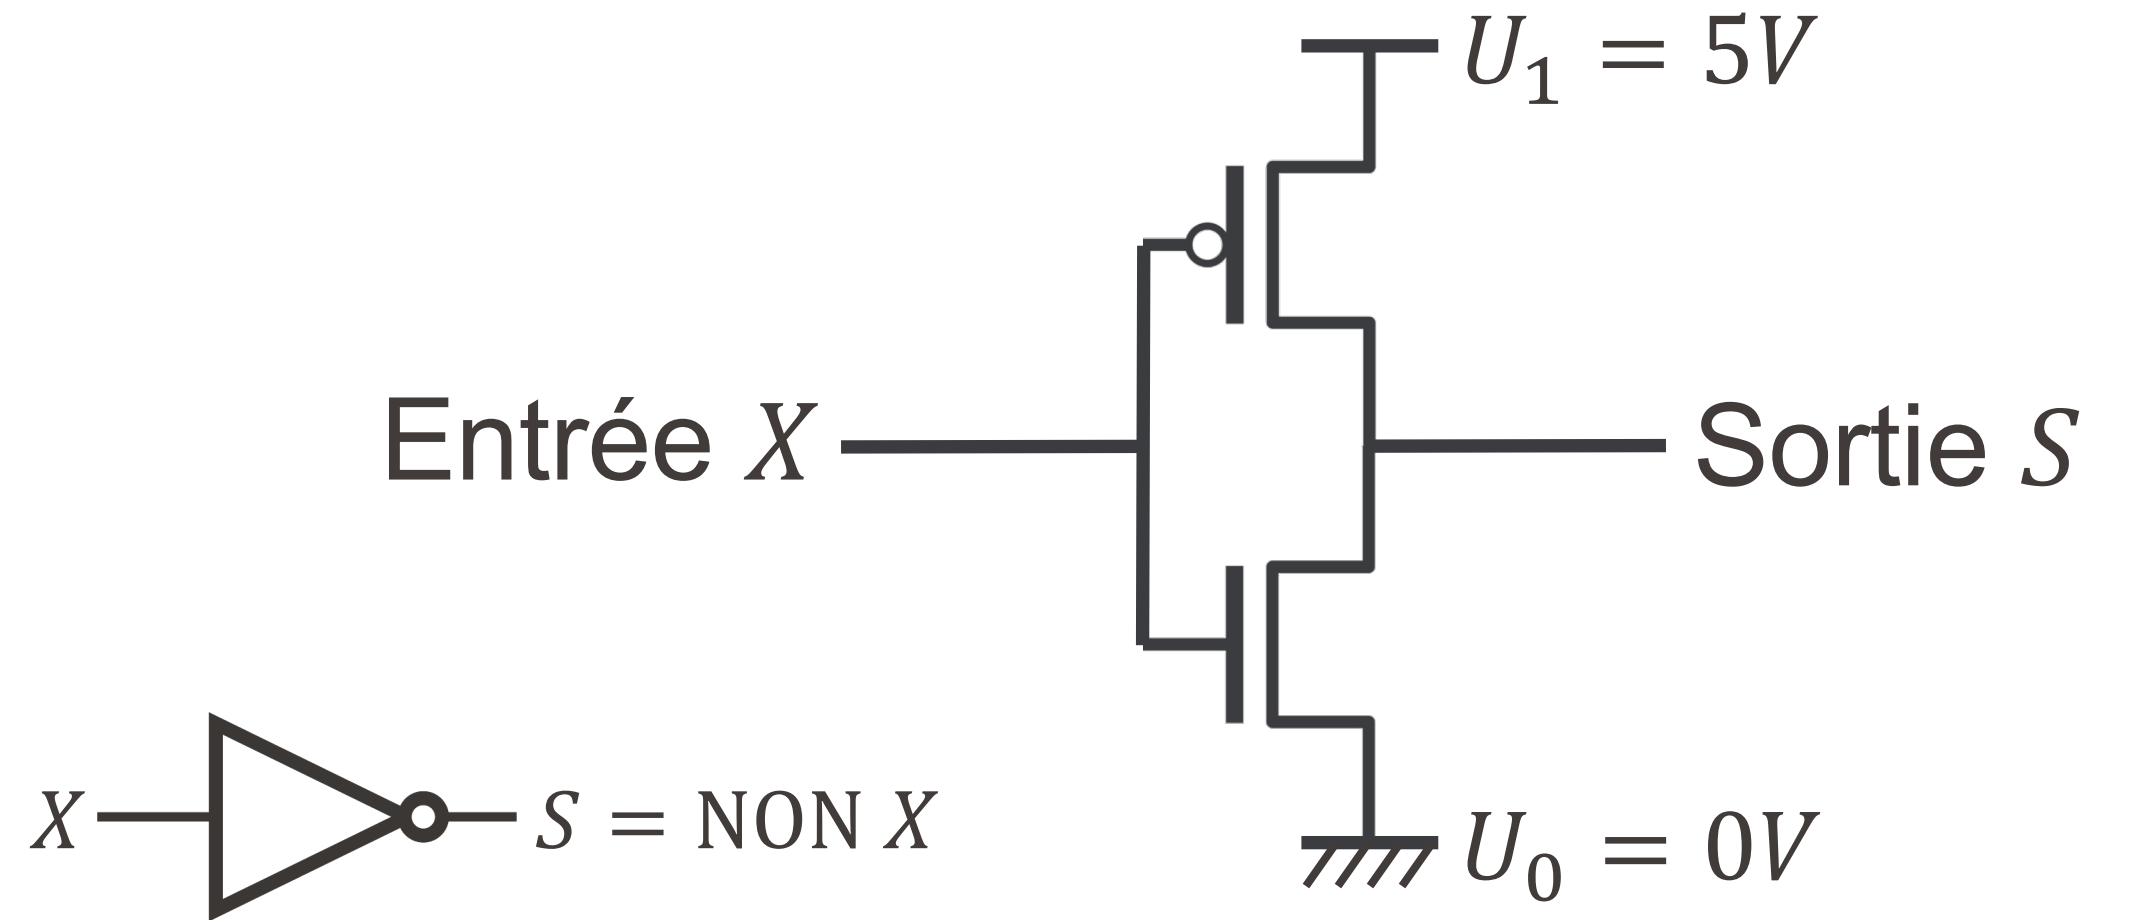 U₁ = 5V
Entrée X
Sortie S
X
S = NON X
U₀ = 0V